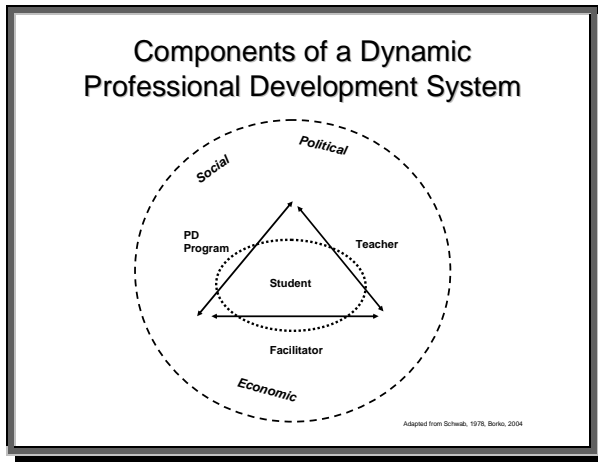 Components of a Dynamic
Professional Development System
Political
Social
PD
Program
Teacher
Student
Facilitator
Economic
Adapted from Schwab, 1978, Borko, 2004